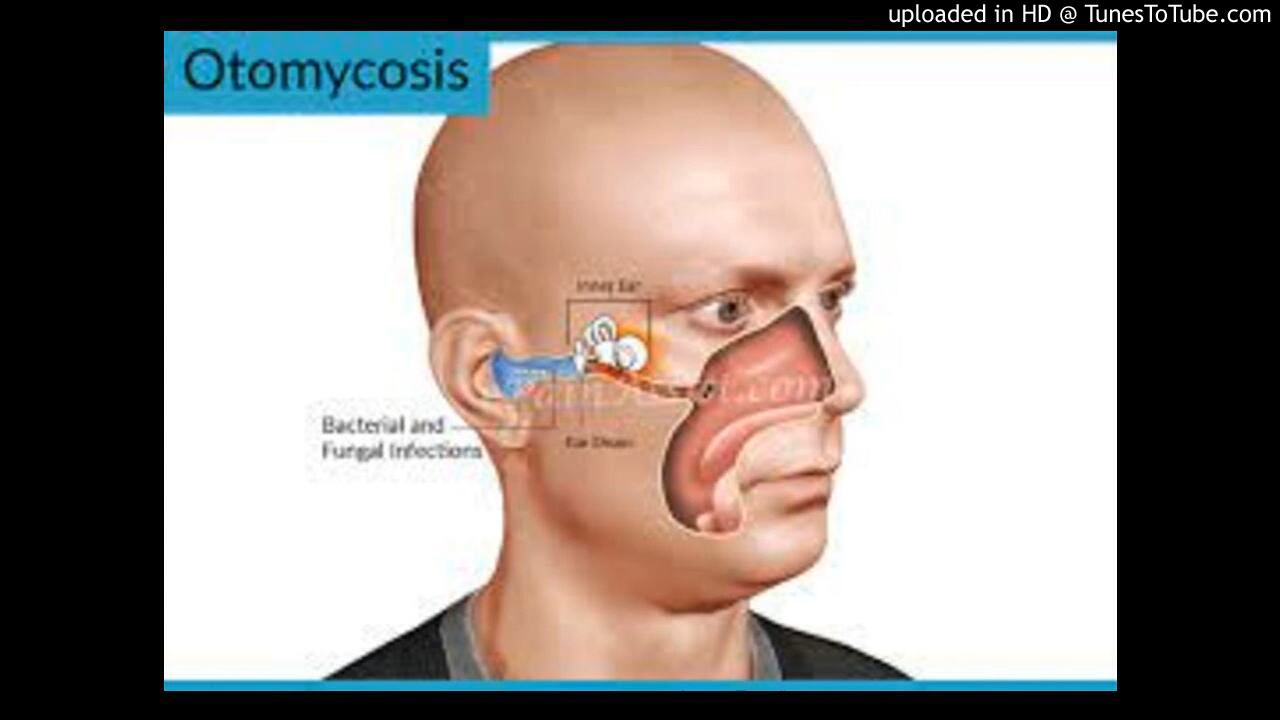 uploaded in HD @ TunesToTube.com
Otomycosis
Inner Ear
Bacterial and
Fungal Infections
Ear Drum